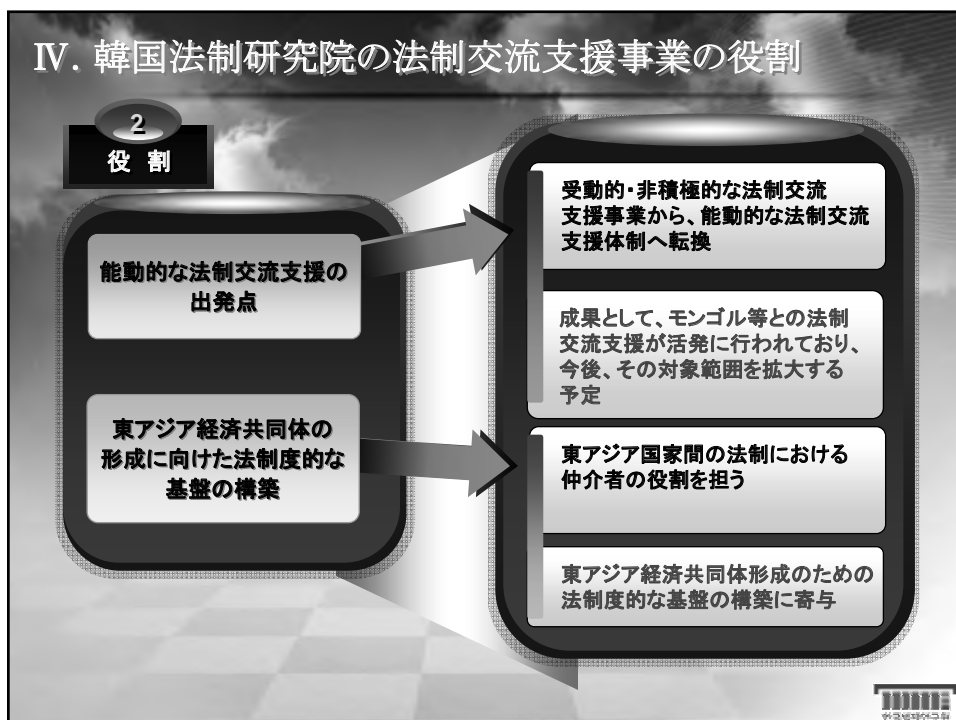 Ⅳ. 韓国法制研究院の法制交流支援事業の役割
2
役 割
能動的な法制交流支援の
出発点
東アジア経済共同体の
形成に向けた法制度的な
基盤の構築
受動的・非積極的な法制交流
支援事業から、能動的な法制交流
支援体制へ転換
成果として、モンゴル等との法制
交流支援が活発に行われており、
今後、その対象範囲を拡大する
予定
東アジア国家間の法制における
仲介者の役割を担う
東アジア経済共同体形成のための
法制度的な基盤の構築に寄与